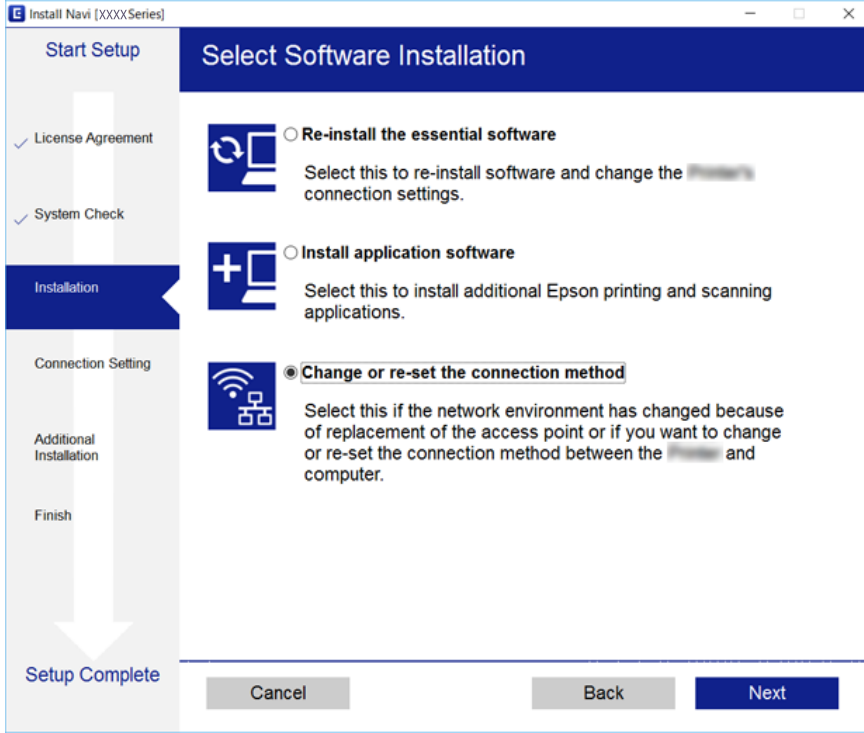 Install Navi [XXXX Series]
Start Setup
Select Software Installation
License Agreement
System Check
Installation
Connection Setting
Additional
Installation
Finish
Setup Complete
Re-install the essential software
Select this to re-install software and change the
connection settings.
Install application software
Select this to install additional Epson printing and scanning
applications.
Change or re-set the connection method
Select this if the network environment has changed because
of replacement of the access point or if you want to change
or re-set the connection method between the and
computer.
Cancel
Back
Next